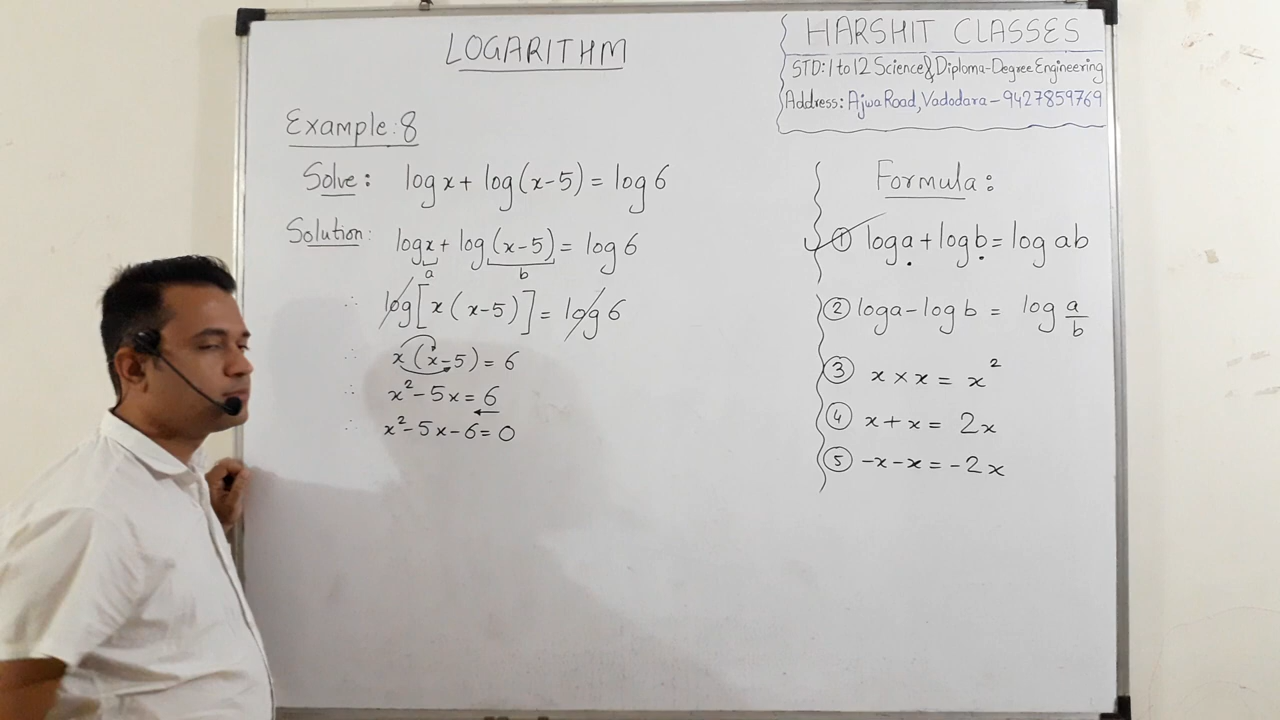 LOGARITHM
HARSHIT CLASSES
STD: 1 to 12 Science & Diploma-Degree Engineering
Address: Ajwa Road, Vadodara - 9427859769
Example: 8
Solve: log x + log (x-5) = log 6
Solution: log x + log (x-5) = log 6
a b
∴ log [x (x-5)] = log 6
∴ x (x-5) = 6
∴ x² - 5x = 6
∴ x² - 5x - 6 = 0
Formula:
① log a + log b = log ab
② log a - log b = log a/b
③ x × x = x²
④ x + x = 2x
⑤ -x - x = -2x